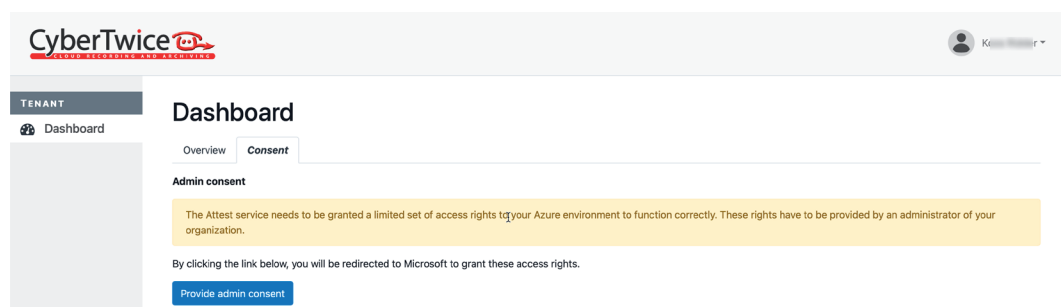 CyberTwice
CLOUD RECORDING AND ARCHIVING
TENANT
Dashboard
Dashboard
Overview
Consent
Admin consent
The Attest service needs to be granted a limited set of access rights to your Azure environment to function correctly. These rights have to be provided by an administrator of your
organization.
By clicking the link below, you will be redirected to Microsoft to grant these access rights.
Provide admin consent